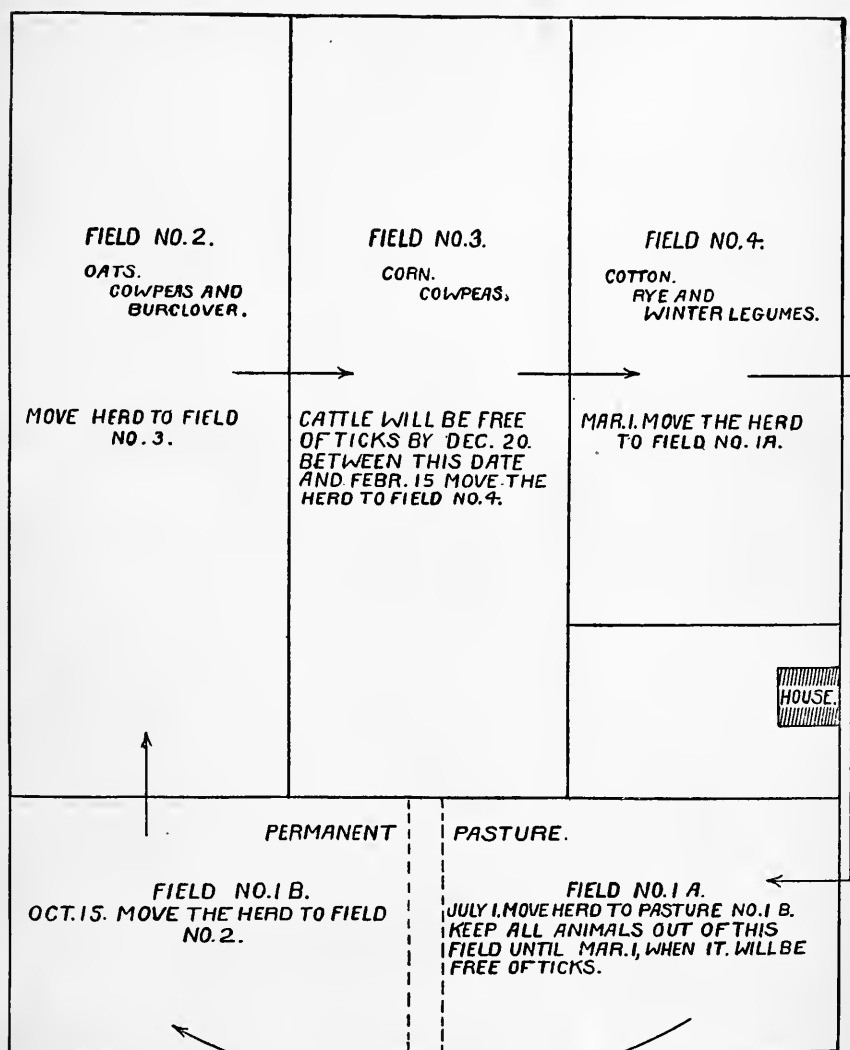 FIELD NO.2.
OATS.
COWPEAS AND
BURCLOVER.
MOVE HERD TO FIELD
NO.3.
FIELD NO.3.
CORN.
COWPEAS.
CATTLE WILL BE FREE
OF TICKS BY DEC. 20.
BETWEEN THIS DATE
AND FEBR. 15 MOVE THE
HERD TO FIELD NO.4.
FIELD NO.4.
COTTON.
RYE AND
WINTER LEGUMES.
MAR.1. MOVE THE HERD
TO FIELD NO.1A.
HOUSE.
PERMANENT PASTURE.
FIELD NO.1 B.
OCT.15. MOVE THE HERD TO FIELD
NO.2.
FIELD NO.1 A.
JULY 1. MOVE HERD TO PASTURE NO.1 B.
KEEP ALL ANIMALS OUT OF THIS
FIELD UNTIL MAR.1, WHEN IT WILL BE
FREE OF TICKS.